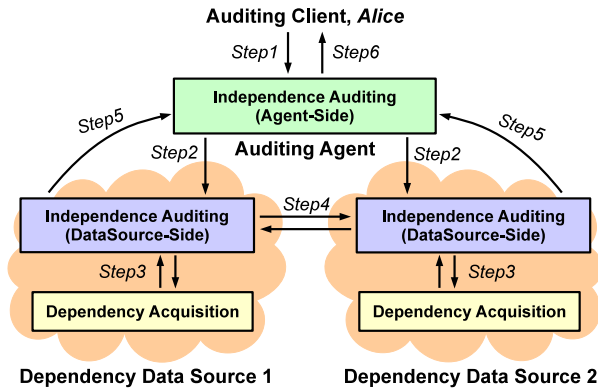 Auditing Client, Alice
Step1
Step6
Independence Auditing
(Agent-Side)
Step5
Step5
Step2
Auditing Agent
Step2
Independence Auditing
(DataSource-Side)
Step4
Independence Auditing
(DataSource-Side)
Step3
Step3
Dependency Acquisition
Dependency Acquisition
Dependency Data Source 1
Dependency Data Source 2